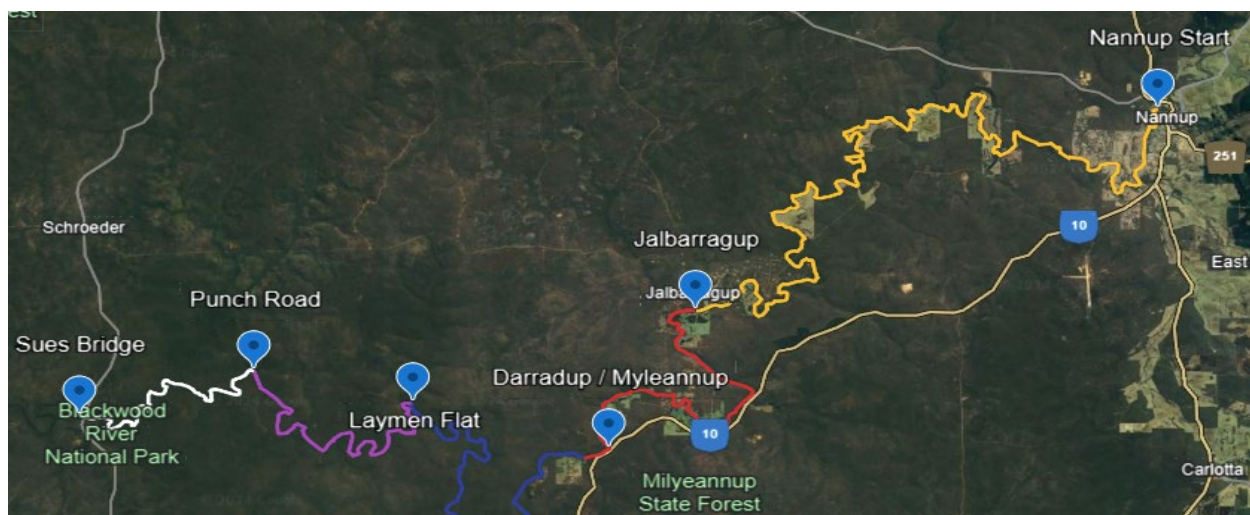 est
Nannup Start
Nannup
251
10
Schroeder
Jalbarragup
East
Punch Road
Sues Bridge
Darradup / Myleannup
Laymen Flat
Blackwood
River
National Park
10
Carlotta
Milyeannup
State Forest